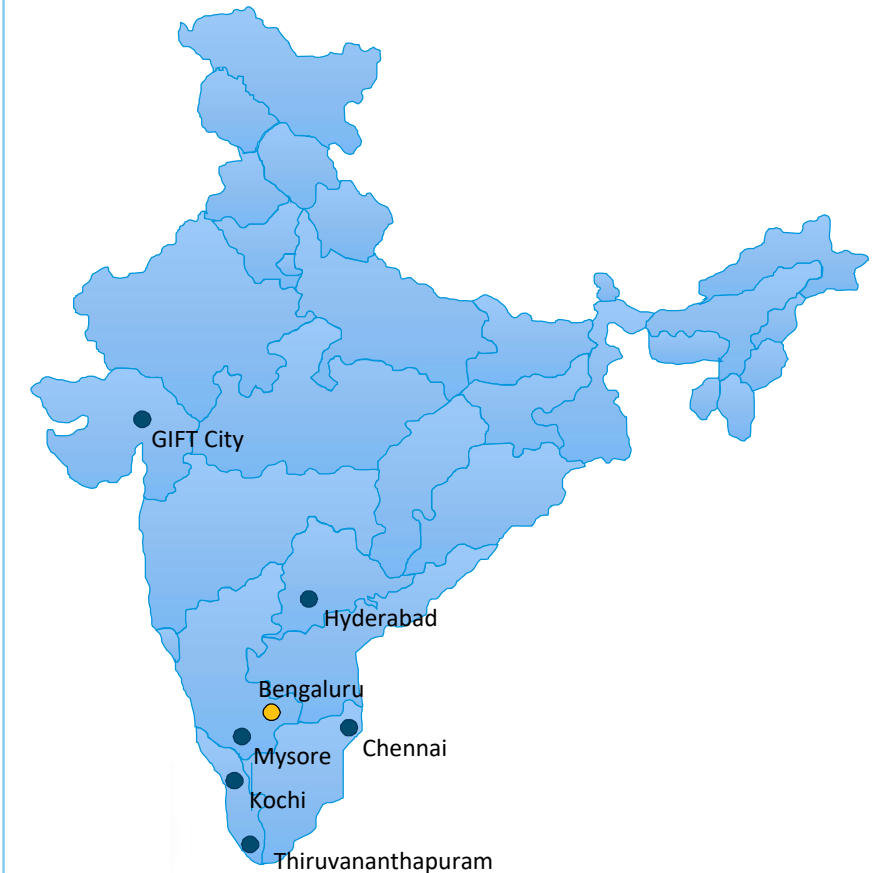 GIFT City
Hyderabad
Bengaluru
Chennai
Mysore
Kochi
Thiruvananthapuram